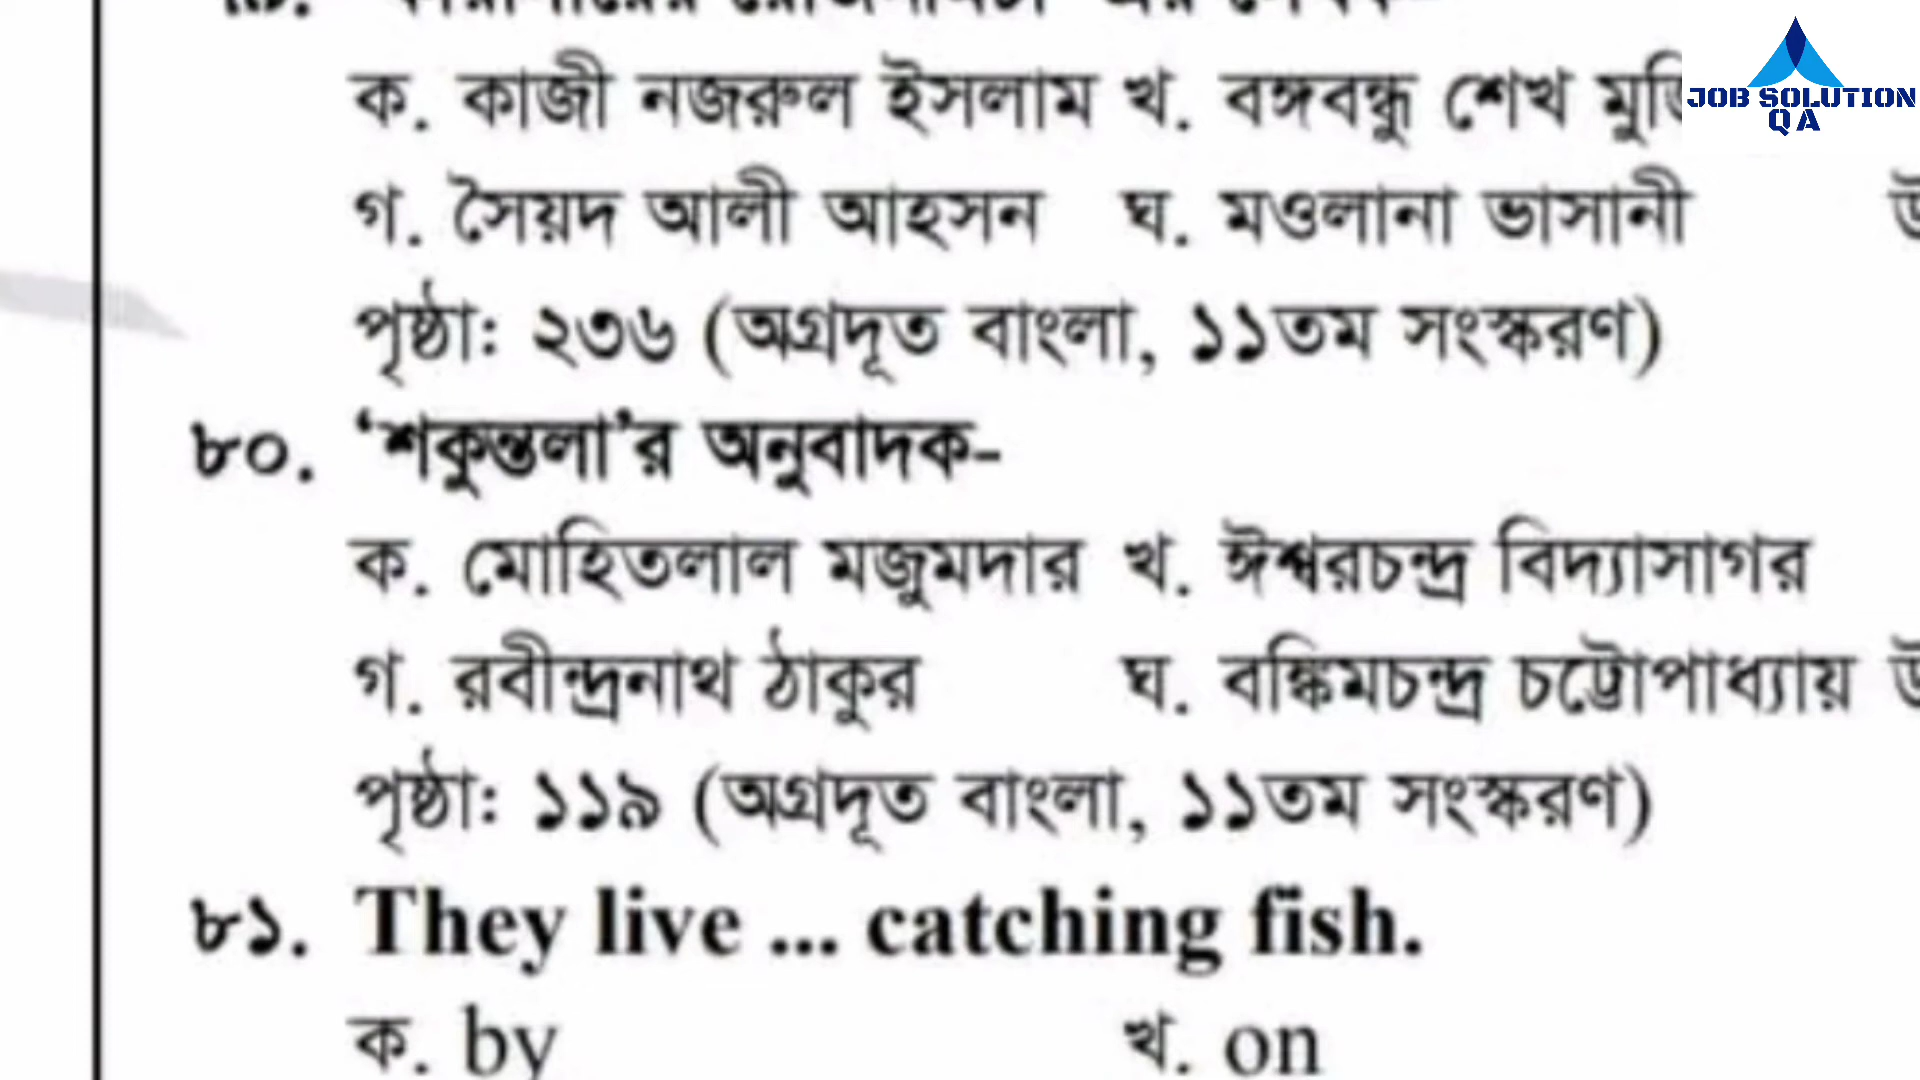 ক. কাজী নজরুল ইসলাম খ. বঙ্গবন্ধু শেখ
JOB SOLUTION
QA
গ. সৈয়দ আলী আহসন ঘ. মওলানা ভাসানী
পৃষ্ঠাঃ ২৩৬ (অগ্রদূত বাংলা, ১১তম সংস্করণ)
৮০. ‘শকুন্তলা’র অনুবাদক-
ক. মোহিতলাল মজুমদার খ. ঈশ্বরচন্দ্র বিদ্যাসাগর
গ. রবীন্দ্রনাথ ঠাকুর ঘ. বঙ্কিমচন্দ্র চট্টোপাধ্যায়
পৃষ্ঠাঃ ১১৯ (অগ্রদূত বাংলা, ১১তম সংস্করণ)
৮১. They live ... catching fish.
ক. by খ. on